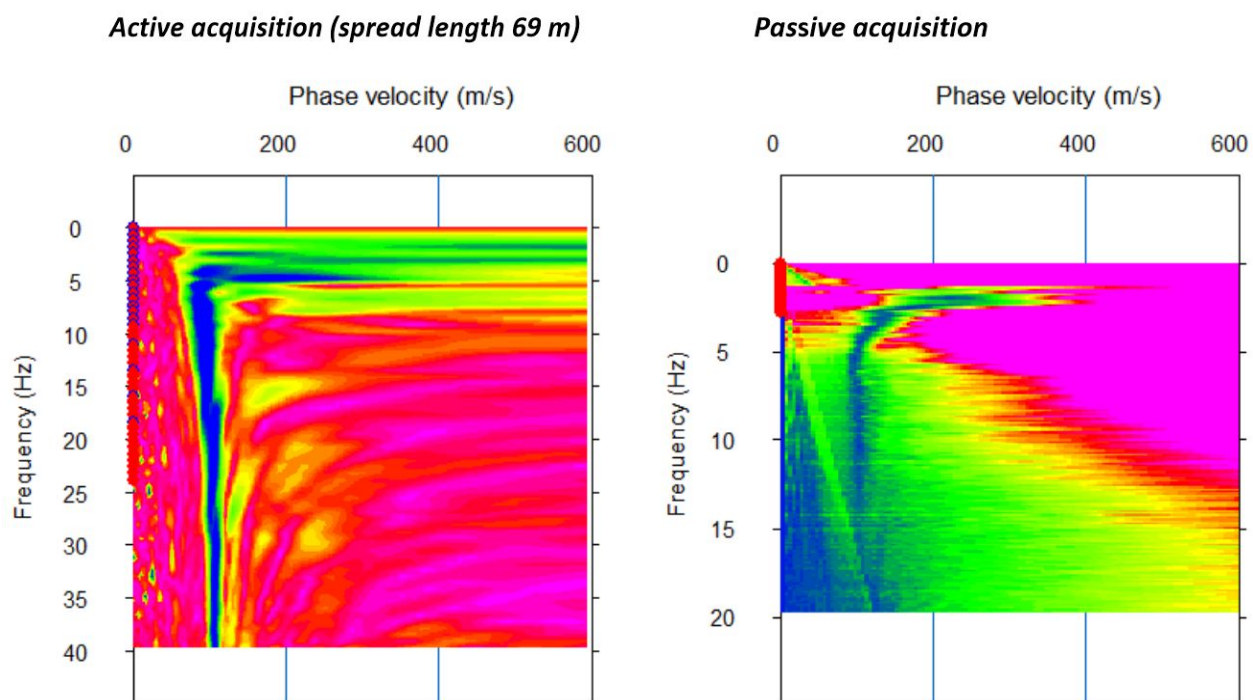 Active acquisition (spread length 69 m)
Passive acquisition
Phase velocity (m/s)
0 200 400 600
Frequency (Hz)
0
5
10
15
20
25
30
35
40
Phase velocity (m/s)
0 200 400 600
Frequency (Hz)
0
5
10
15
20